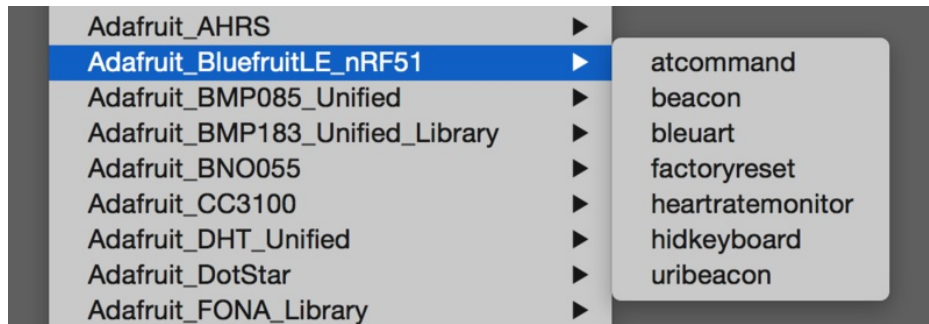 Adafruit_AHRS
Adafruit_BluefruitLE_nRF51
Adafruit_BMP085_Unified
Adafruit_BMP183_Unified_Library
Adafruit_BNO055
Adafruit_CC3100
Adafruit_DHT_Unified
Adafruit_DotStar
Adafruit_FONA_Library
atcommand
beacon
bleuart
factoryreset
heartratemonitor
hidkeyboard
uribeacon